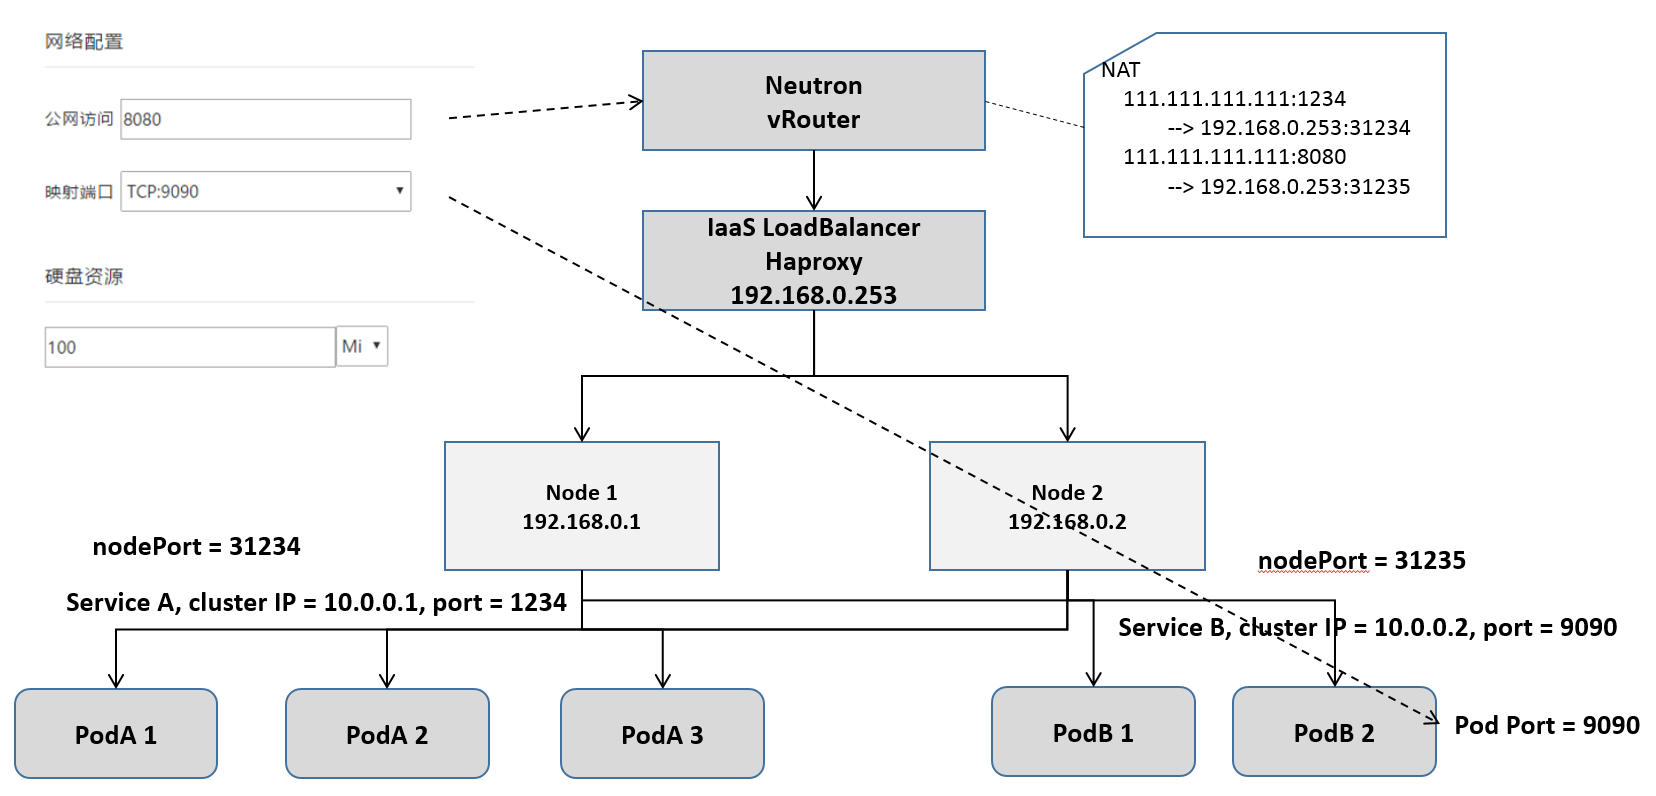 网络配置
公网访问 8080
映射端口 TCP:9090
硬盘资源
100 Mi
Neutron
vRouter
NAT
111.111.111.111:1234
--> 192.168.0.253:31234
111.111.111.111:8080
--> 192.168.0.253:31235
IaaS LoadBalancer
Haproxy
192.168.0.253
Node 1
192.168.0.1
Node 2
192.168.0.2
nodePort = 31234
nodePort = 31235
Service A, cluster IP = 10.0.0.1, port = 1234
Service B, cluster IP = 10.0.0.2, port = 9090
PodA 1
PodA 2
PodA 3
PodB 1
PodB 2
Pod Port = 9090